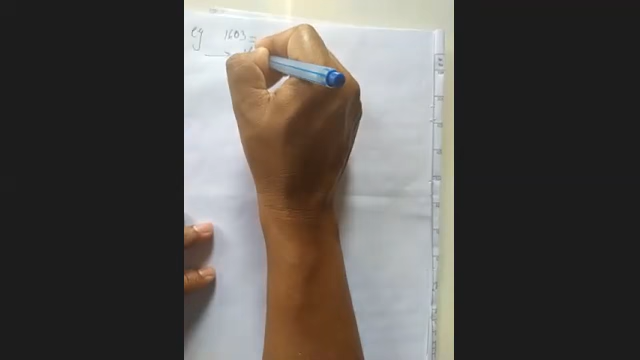 eg 1603 =